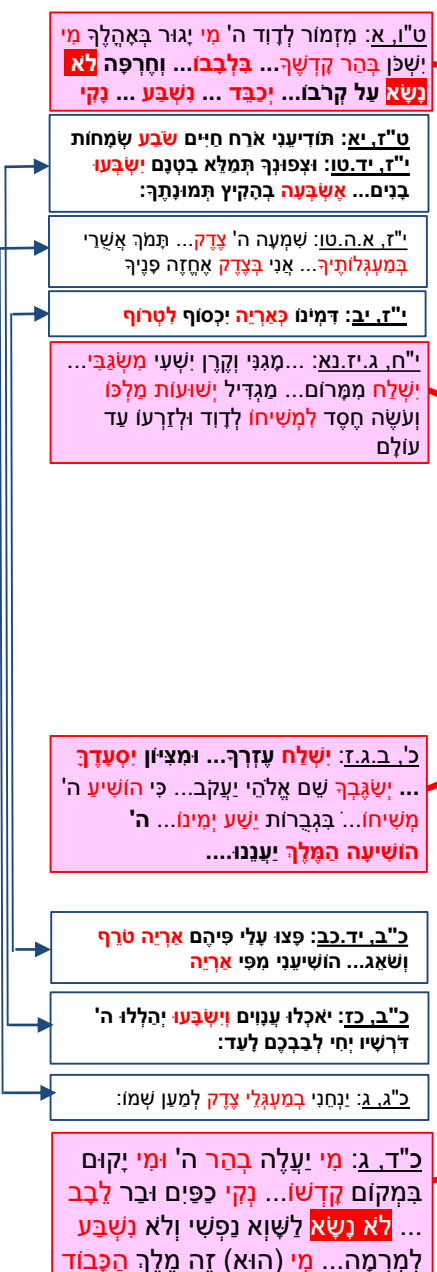 ט"ו, א: מִזְמוֹר לְדָוִד ה' מִי יָגוּר בְּאָהֳלֶךָ מִי
יִשְׁכֹּן בְּהַר קָדְשֶׁךָ... בִּלְבָבוֹ... וְחֶרְפָּה לֹא
נָשָׂא עַל קְרֹבוֹ... יְכַבֵּד ... נִשְׁבַּע ... נָקִי
ט"ז, יא: תּוֹדִיעֵנִי אֹרַח חַיִּים שֹׂבַע שְׂמָחוֹת
י"ז, יד.טו: וּצְפוּנְךָ תְּמַלֵּא בִטְנָם יִשְׂבְּעוּ
בָנִים... אֶשְׂבְּעָה בְהָקִיץ תְּמוּנָתֶךָ:
י"ז, א.ה.טו: שִׁמְעָה ה' צֶדֶק... תָּמֹךְ אֲשֻׁרַי
בְּמַעְגְּלוֹתֶיךָ... אֲנִי בְּצֶדֶק אֶחֱזֶה פָנֶיךָ
י"ז, יב: דִּמְיֹנוֹ כְּאַרְיֵה יִכְסוֹף לִטְרוֹף
י"ח, ג.יז.נא: ...מָגִנִּי וְקֶרֶן יִשְׁעִי מִשְׂגַּבִּי...
יִשְׁלַח מִמָּרוֹם... מַגְדִּיל יְשׁוּעוֹת מַלְכּוֹ
וְעֹשֶׂה חֶסֶד לִמְשִׁיחוֹ לְדָוִד וּלְזַרְעוֹ עַד
עוֹלָם
כ', ב.ג.ז: יִשְׁלַח עֶזְרְךָ... וּמִצִּיּוֹן יִסְעָדֶךָּ
... יְשַׂגֶּבְךָ שֵׁם אֱלֹהֵי יַעֲקֹב... כִּי הוֹשִׁיעַ ה'
מְשִׁיחוֹ... בִּגְבֻרוֹת יֵשַׁע יְמִינוֹ... ה'
הוֹשִׁיעָה הַמֶּלֶךְ יַעֲנֵנוּ....
כ"ב, יד.כב: פָּצוּ עָלַי פִּיהֶם אַרְיֵה טֹרֵף
וְשֹׁאֵג... הוֹשִׁיעֵנִי מִפִּי אַרְיֵה
כ"ב, כז: יֹאכְלוּ עֲנָוִים וְיִשְׂבָּעוּ יְהַלְלוּ ה'
דֹּרְשָׁיו יְחִי לְבַבְכֶם לָעַד:
כ"ג, ג: יַנְחֵנִי בְמַעְגְּלֵי צֶדֶק לְמַעַן שְׁמוֹ:
כ"ד, ג: מִי יַעֲלֶה בְהַר ה' וּמִי יָקוּם
בִּמְקוֹם קָדְשׁוֹ... נְקִי כַפַּיִם וּבַר לֵבָב
... לֹא נָשָׂא לַשָּׁוְא נַפְשִׁי וְלֹא נִשְׁבַּע
לְמִרְמָה... מִי (הוּא) זֶה מֶלֶךְ הַכָּבוֹד